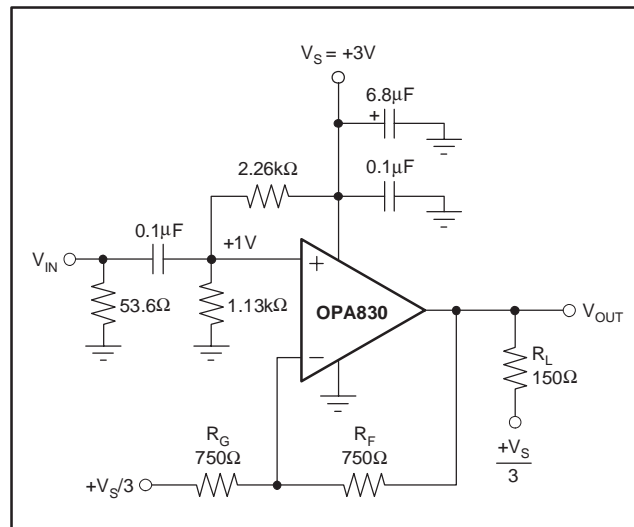 V_S = +3V
6.8μF
+
2.26kΩ
0.1μF
0.1μF
+1V
V_IN
+
OPA830
V_OUT
53.6Ω
1.13kΩ
−
R_L
150Ω
R_G
750Ω
R_F
750Ω
+V_S/3
+V_S
3